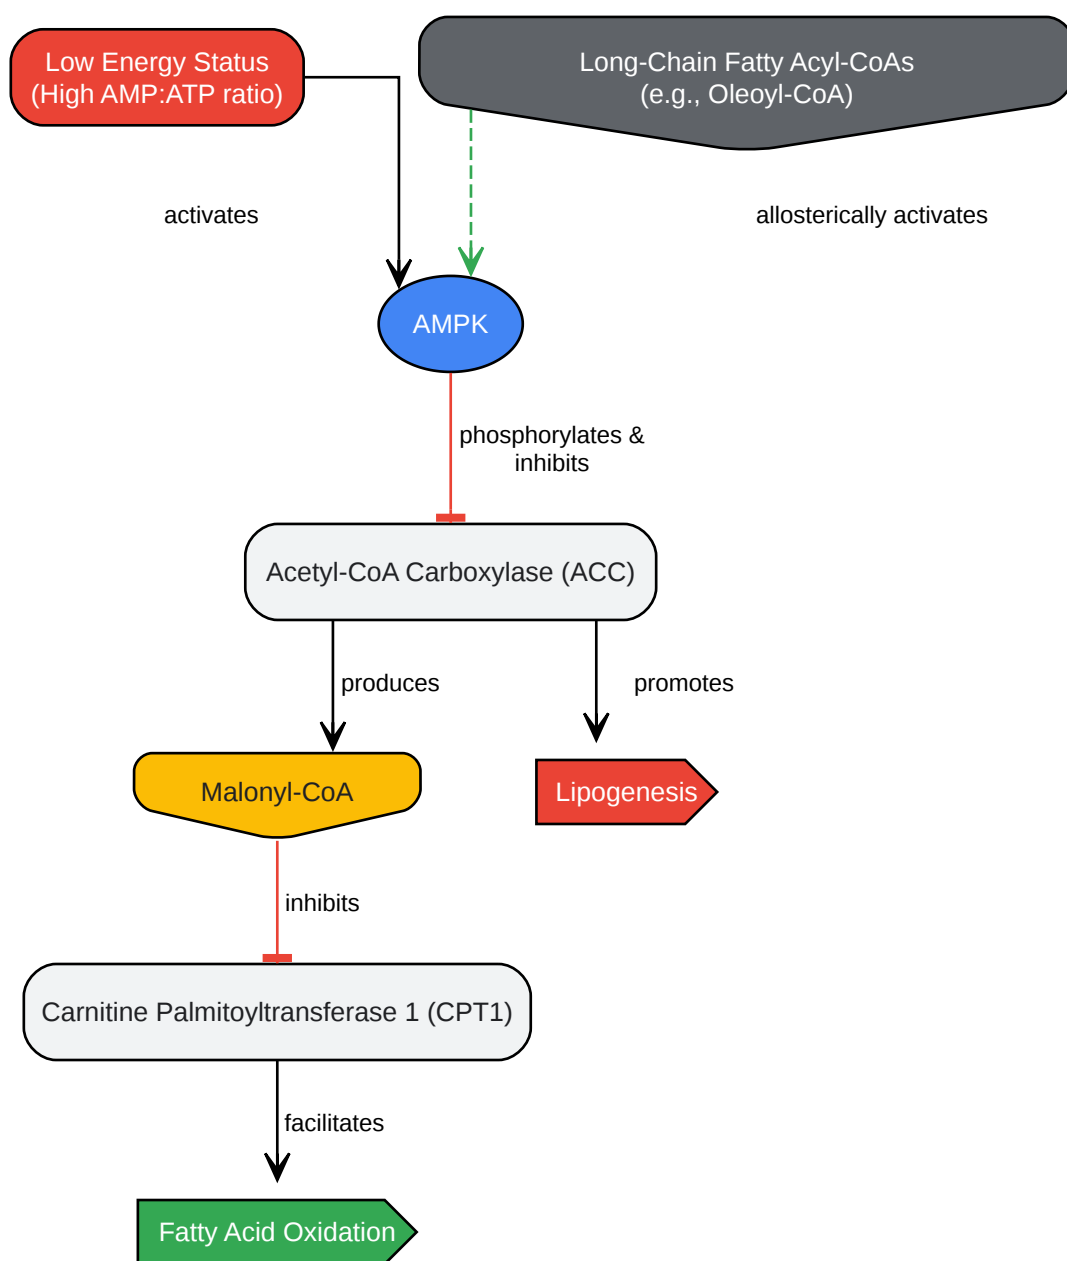 Low Energy Status
(High AMP:ATP ratio)
Long-Chain Fatty Acyl-CoAs
(e.g., Oleoyl-CoA)
activates
allosterically activates
AMPK
phosphorylates &
inhibits
Acetyl-CoA Carboxylase (ACC)
produces
promotes
Malonyl-CoA
Lipogenesis
inhibits
Carnitine Palmitoyltransferase 1 (CPT1)
facilitates
Fatty Acid Oxidation